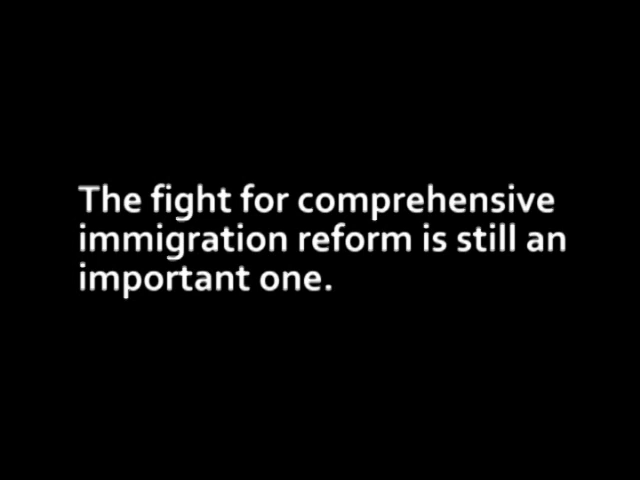 The fight for comprehensive
immigration reform is still an
important one.